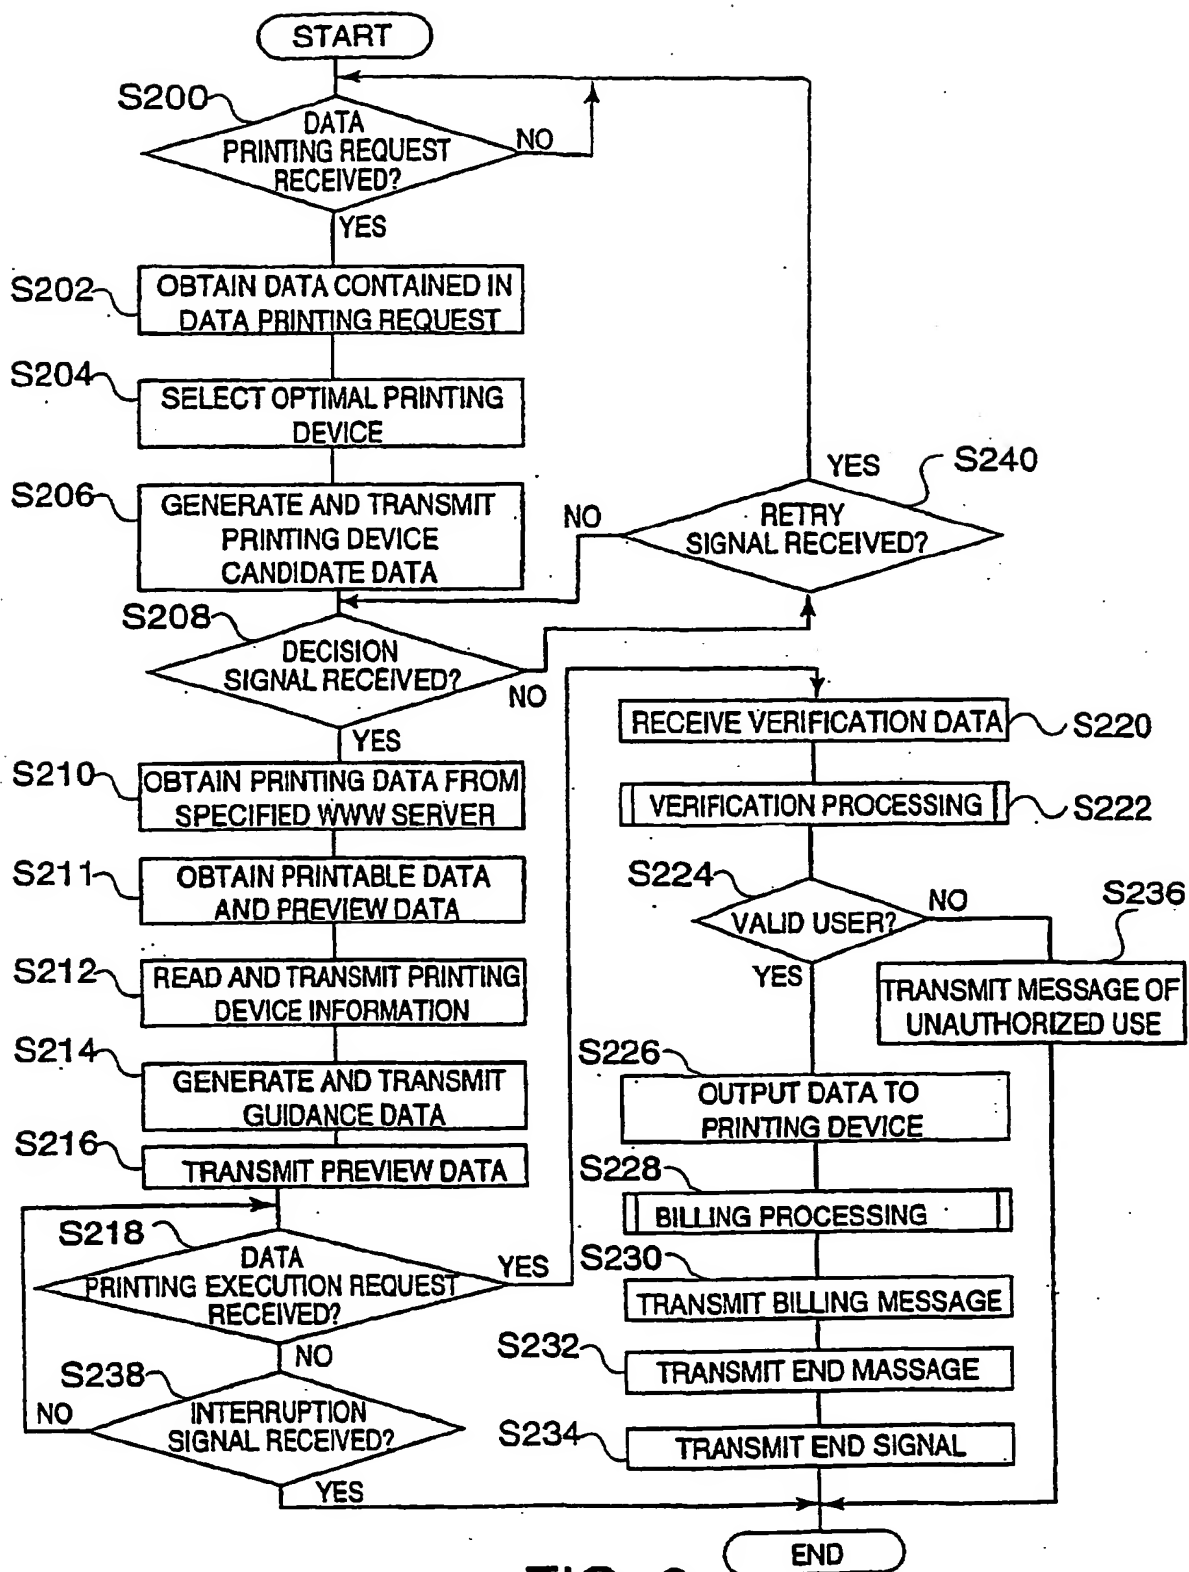 START
S200
DATA
PRINTING REQUEST
RECEIVED?
NO
YES
S202
OBTAIN DATA CONTAINED IN
DATA PRINTING REQUEST
S204
SELECT OPTIMAL PRINTING
DEVICE
S206
GENERATE AND TRANSMIT
PRINTING DEVICE
CANDIDATE DATA
YES
S240
NO
RETRY
SIGNAL RECEIVED?
S208
DECISION
SIGNAL RECEIVED?
NO
YES
S210
OBTAIN PRINTING DATA FROM
SPECIFIED WWW SERVER
S211
OBTAIN PRINTABLE DATA
AND PREVIEW DATA
S212
READ AND TRANSMIT PRINTING
DEVICE INFORMATION
S214
GENERATE AND TRANSMIT
GUIDANCE DATA
S216
TRANSMIT PREVIEW DATA
S218
DATA
PRINTING EXECUTION REQUEST
RECEIVED?
YES
NO
S238
INTERRUPTION
SIGNAL RECEIVED?
NO
YES
RECEIVE VERIFICATION DATA
S220
VERIFICATION PROCESSING
S222
S224
VALID USER?
NO
YES
S236
TRANSMIT MESSAGE OF
UNAUTHORIZED USE
S226
OUTPUT DATA TO
PRINTING DEVICE
S228
BILLING PROCESSING
S230
TRANSMIT BILLING MESSAGE
S232
TRANSMIT END MASSAGE
S234
TRANSMIT END SIGNAL
END